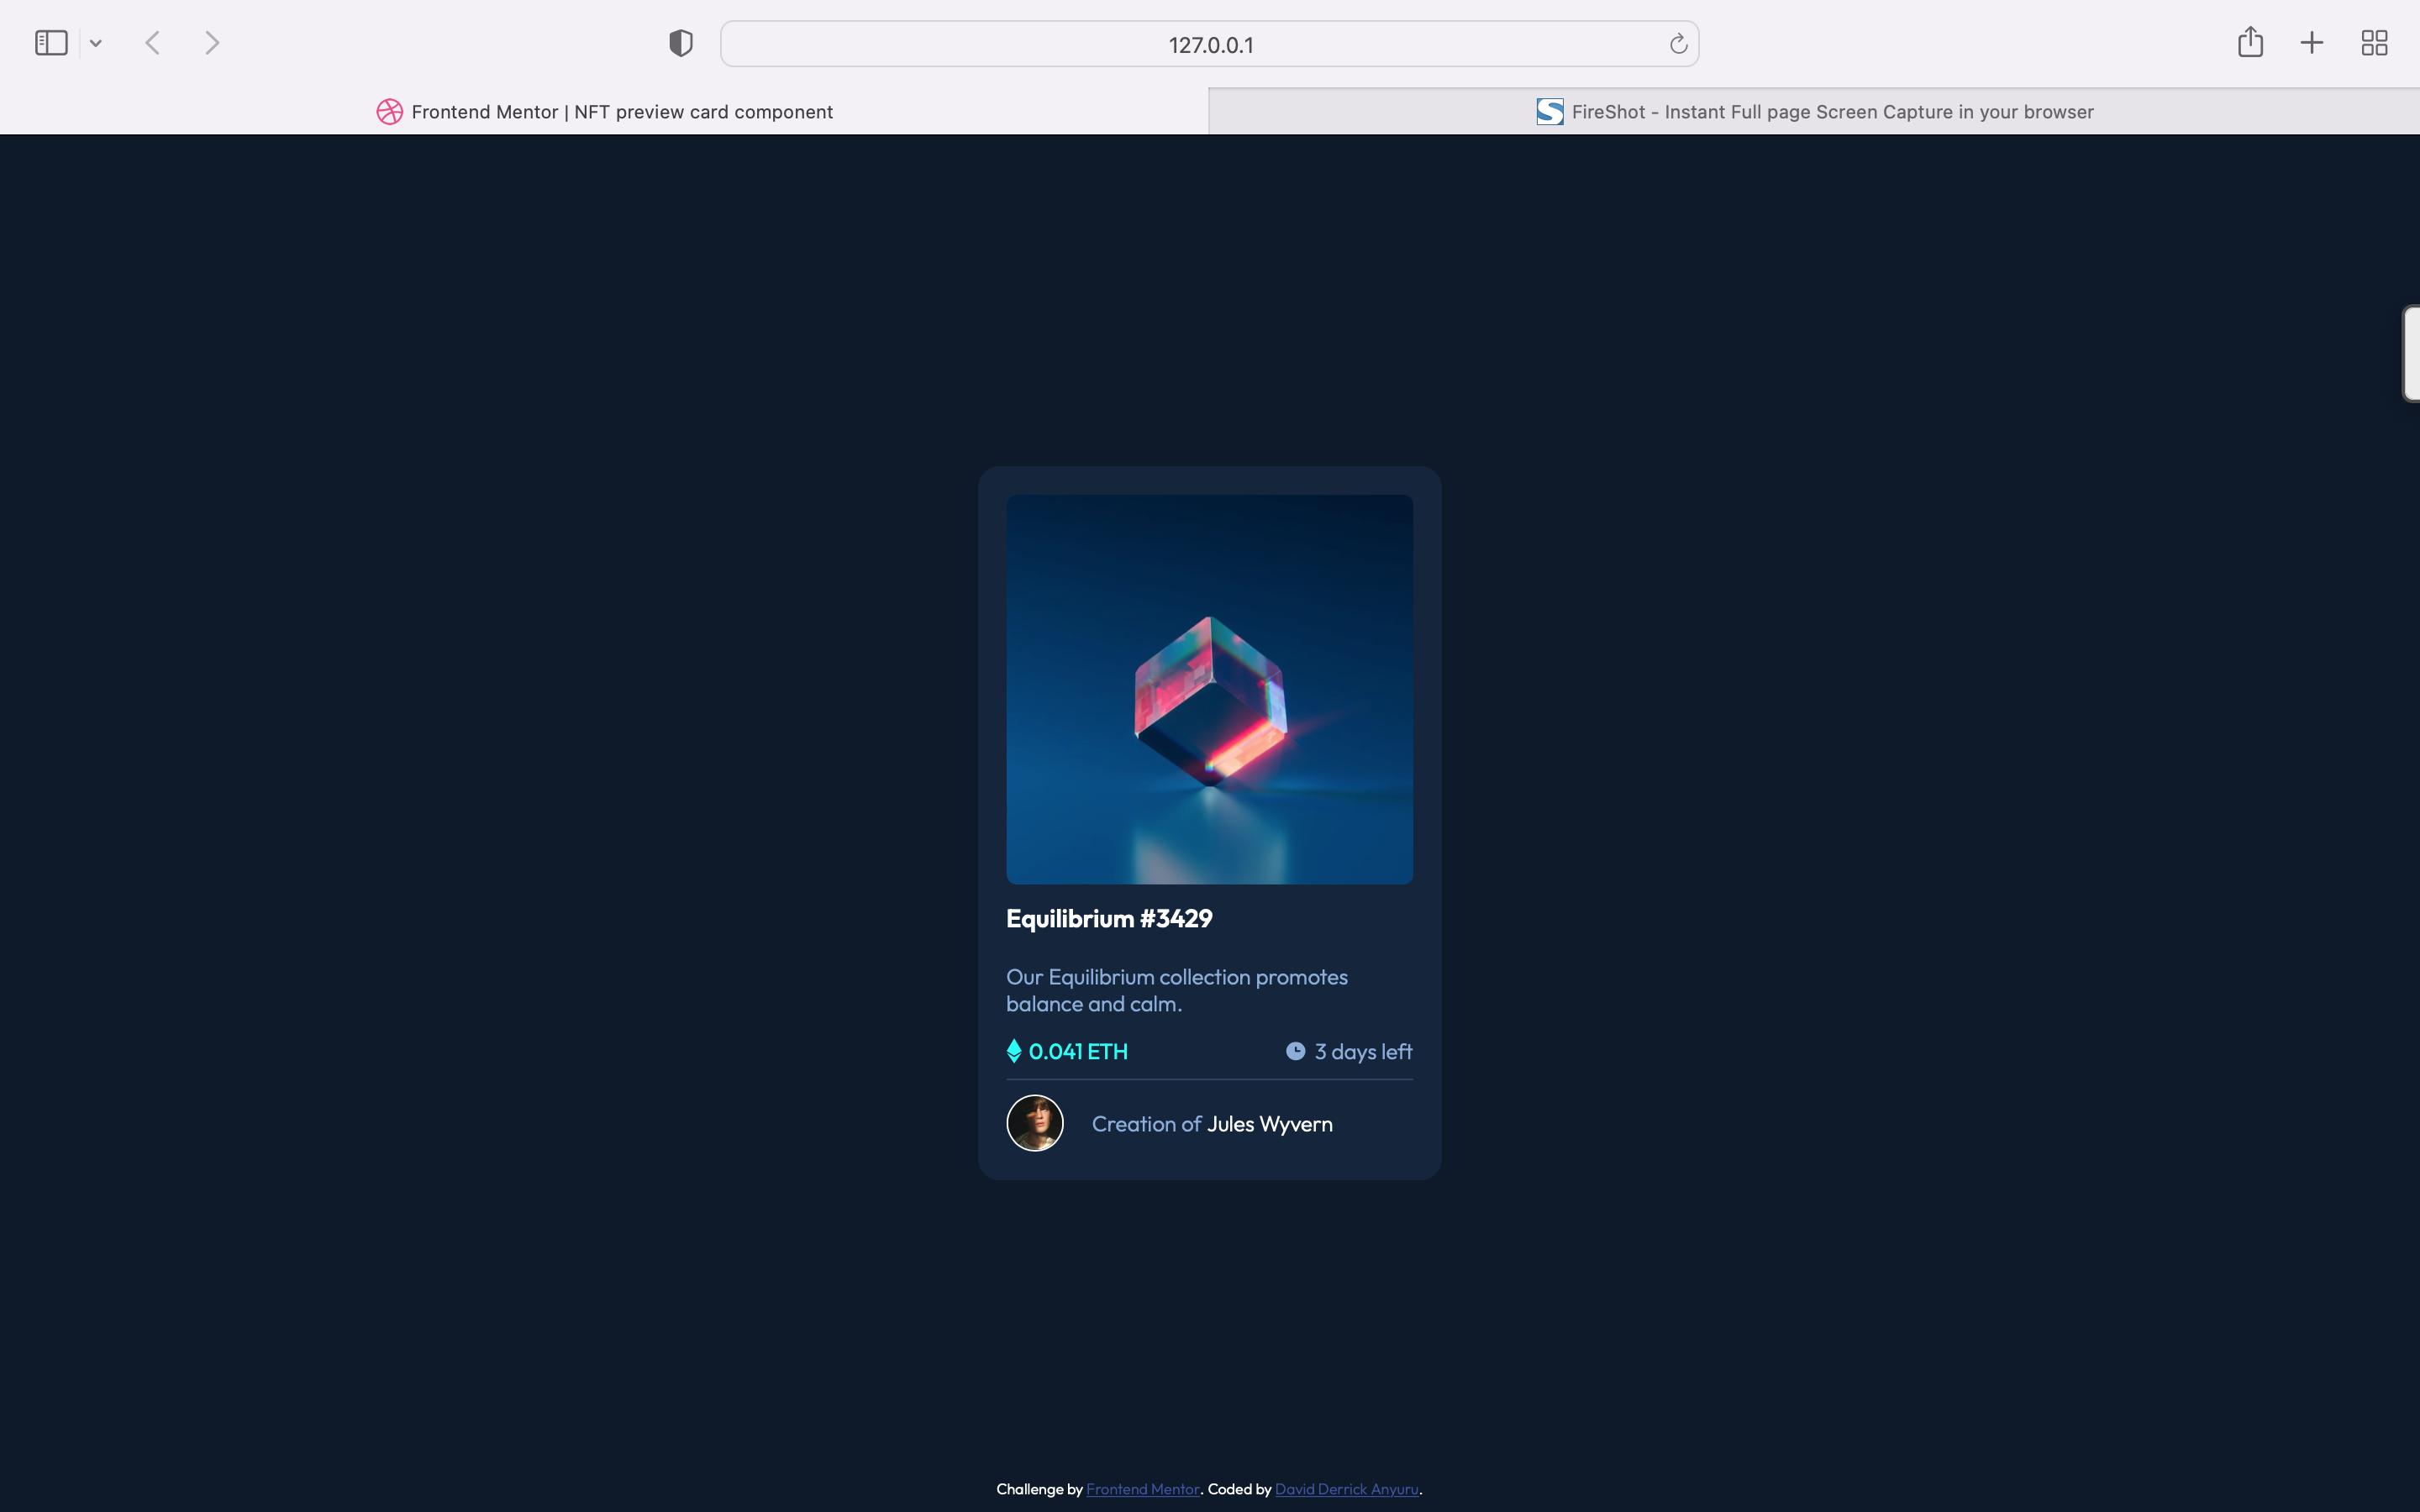 127.0.0.1
Frontend Mentor | NFT preview card component
FireShot - Instant Full page Screen Capture in your browser
Equilibrium #3429
Our Equilibrium collection promotes
balance and calm.
0.041 ETH
3 days left
Creation of Jules Wyvern
Challenge by Frontend Mentor. Coded by David Derrick Anyuru.